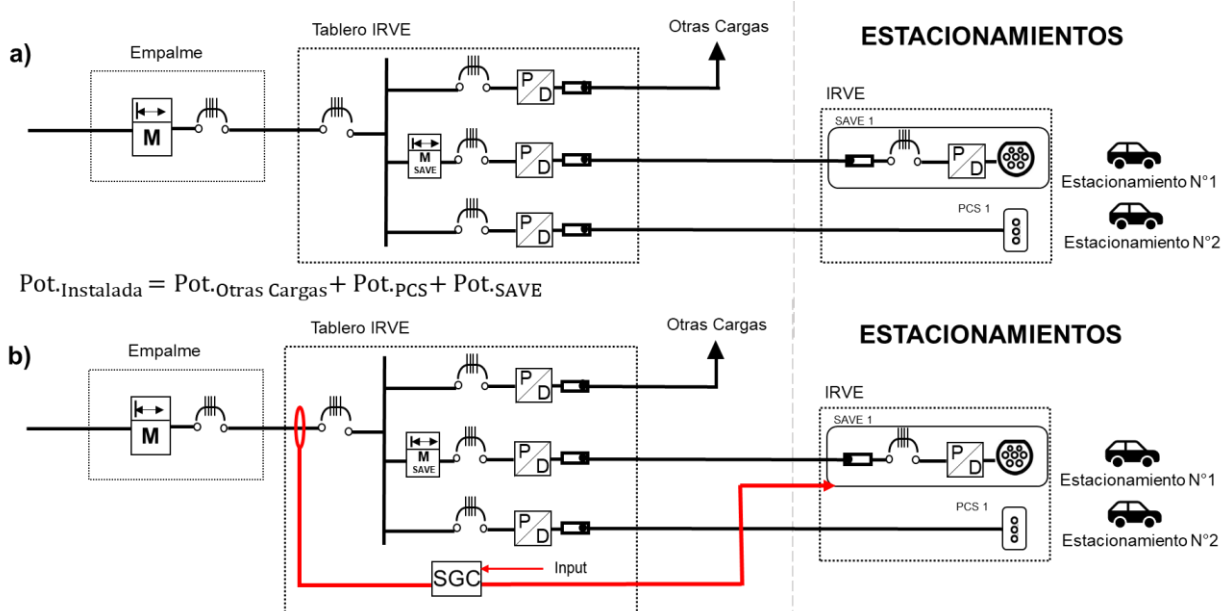 a)
Empalme
Tablero IRVE
Otras Cargas
ESTACIONAMIENTOS
M
P
D
M
SAVE
P
D
P
D
IRVE
SAVE 1
P
D
Estacionamiento N°1
PCS 1
Estacionamiento N°2
Pot.Instalada = Pot.Otras Cargas + Pot.PCS + Pot.SAVE
b)
Empalme
Tablero IRVE
Otras Cargas
ESTACIONAMIENTOS
M
P
D
M
SAVE
P
D
P
D
IRVE
SAVE 1
P
D
Estacionamiento N°1
PCS 1
Estacionamiento N°2
SGC
Input